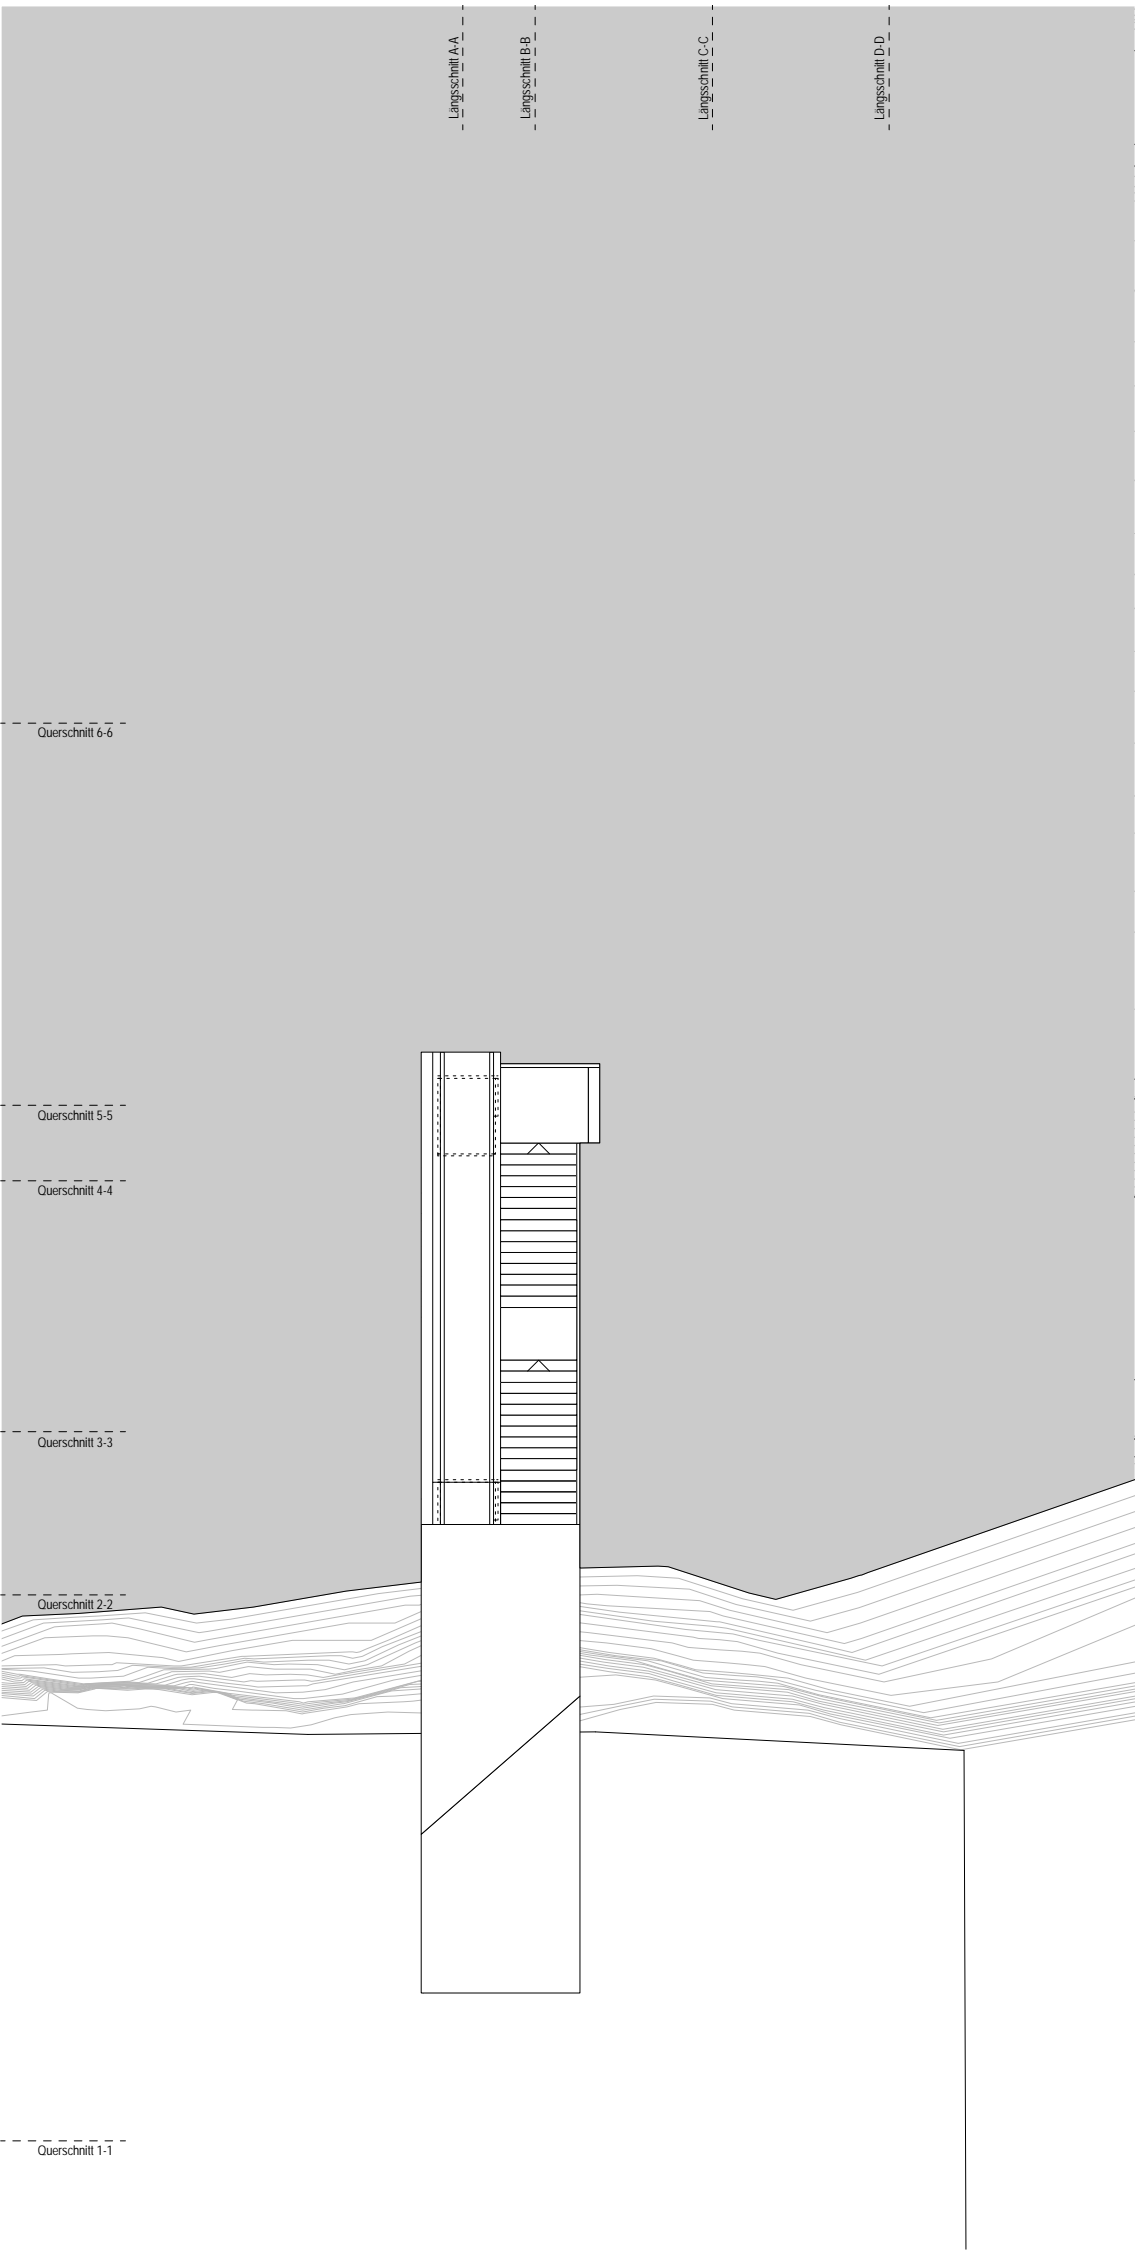 Längsschnitt A-A
Längsschnitt B-B
Längsschnitt C-C
Längsschnitt D-D
Querschnitt 6-6
Querschnitt 5-5
Querschnitt 4-4
Querschnitt 3-3
Querschnitt 2-2
Querschnitt 1-1